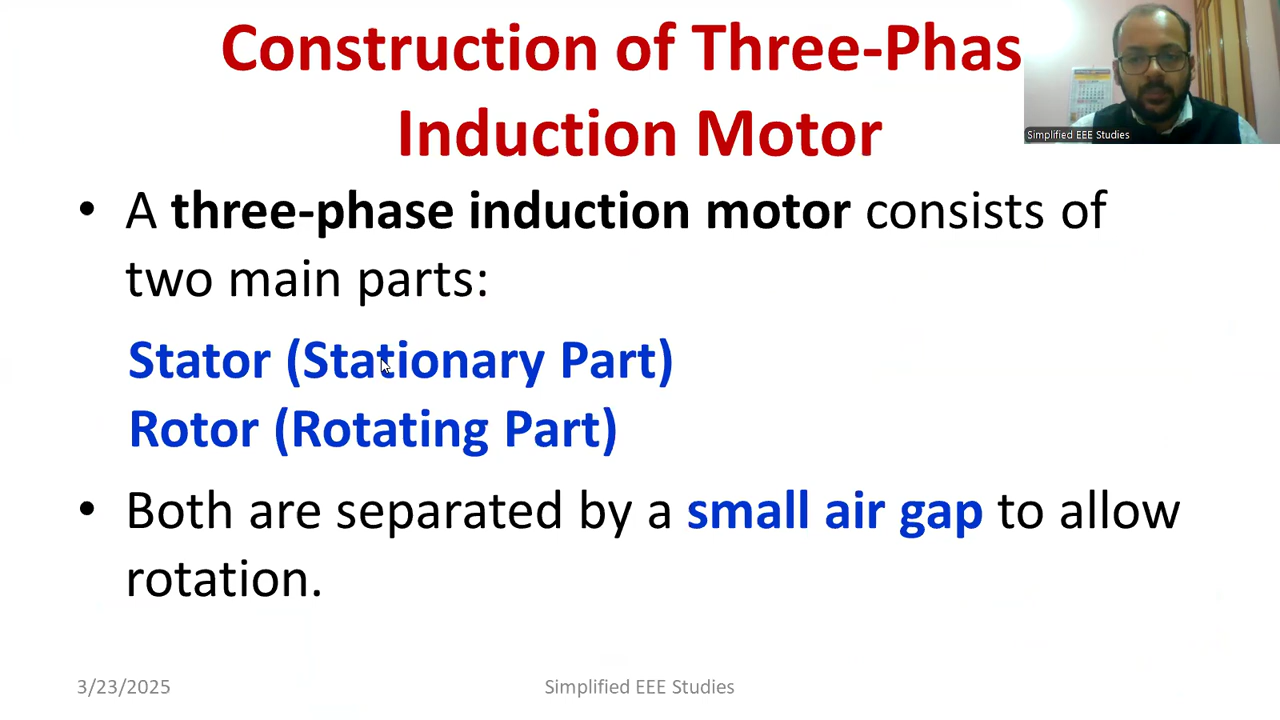 Construction of Three-Phas
Induction Motor
Simplified EEE Studies
• A three-phase induction motor consists of
two main parts:
Stator (Stationary Part)
Rotor (Rotating Part)
• Both are separated by a small air gap to allow
rotation.
3/23/2025
Simplified EEE Studies